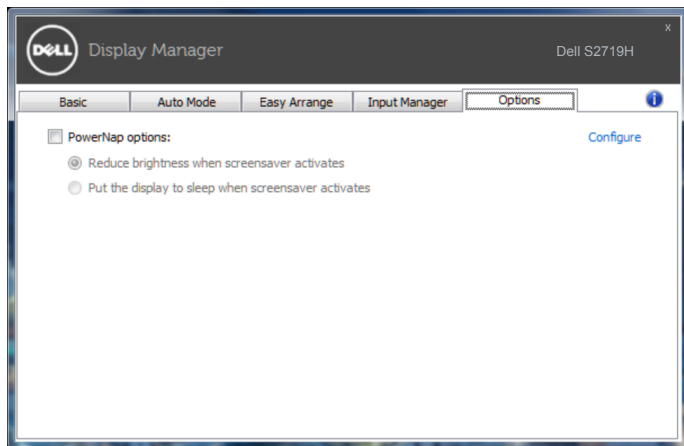 x
DELL Display Manager Dell S2719H
Basic Auto Mode Easy Arrange Input Manager Options i
PowerNap options: Configure
Reduce brightness when screensaver activates
Put the display to sleep when screensaver activates